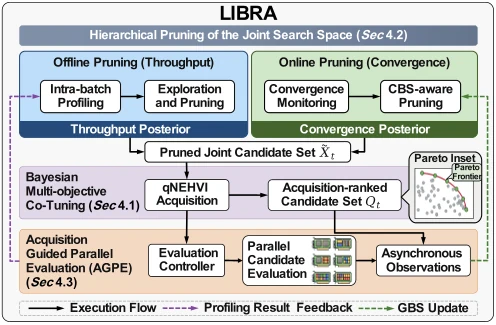 LIBRA
Hierarchical Pruning of the Joint Search Space (Sec 4.2)
Offline Pruning (Throughput)
Intra-batch
Profiling
Exploration
and Pruning
Throughput Posterior
Online Pruning (Convergence)
Convergence
Monitoring
CBS-aware
Pruning
Convergence Posterior
Pruned Joint Candidate Set X̃t
Bayesian
Multi-objective
Co-Tuning (Sec 4.1)
qNEHVI
Acquisition
Acquisition-ranked
Candidate Set Qt
Pareto Inset
Pareto
Frontier
Acquisition
Guided Parallel
Evaluation (AGPE)
(Sec 4.3)
Evaluation
Controller
Parallel
Candidate
Evaluation
Asynchronous
Observations
Execution Flow
Profiling Result Feedback
GBS Update